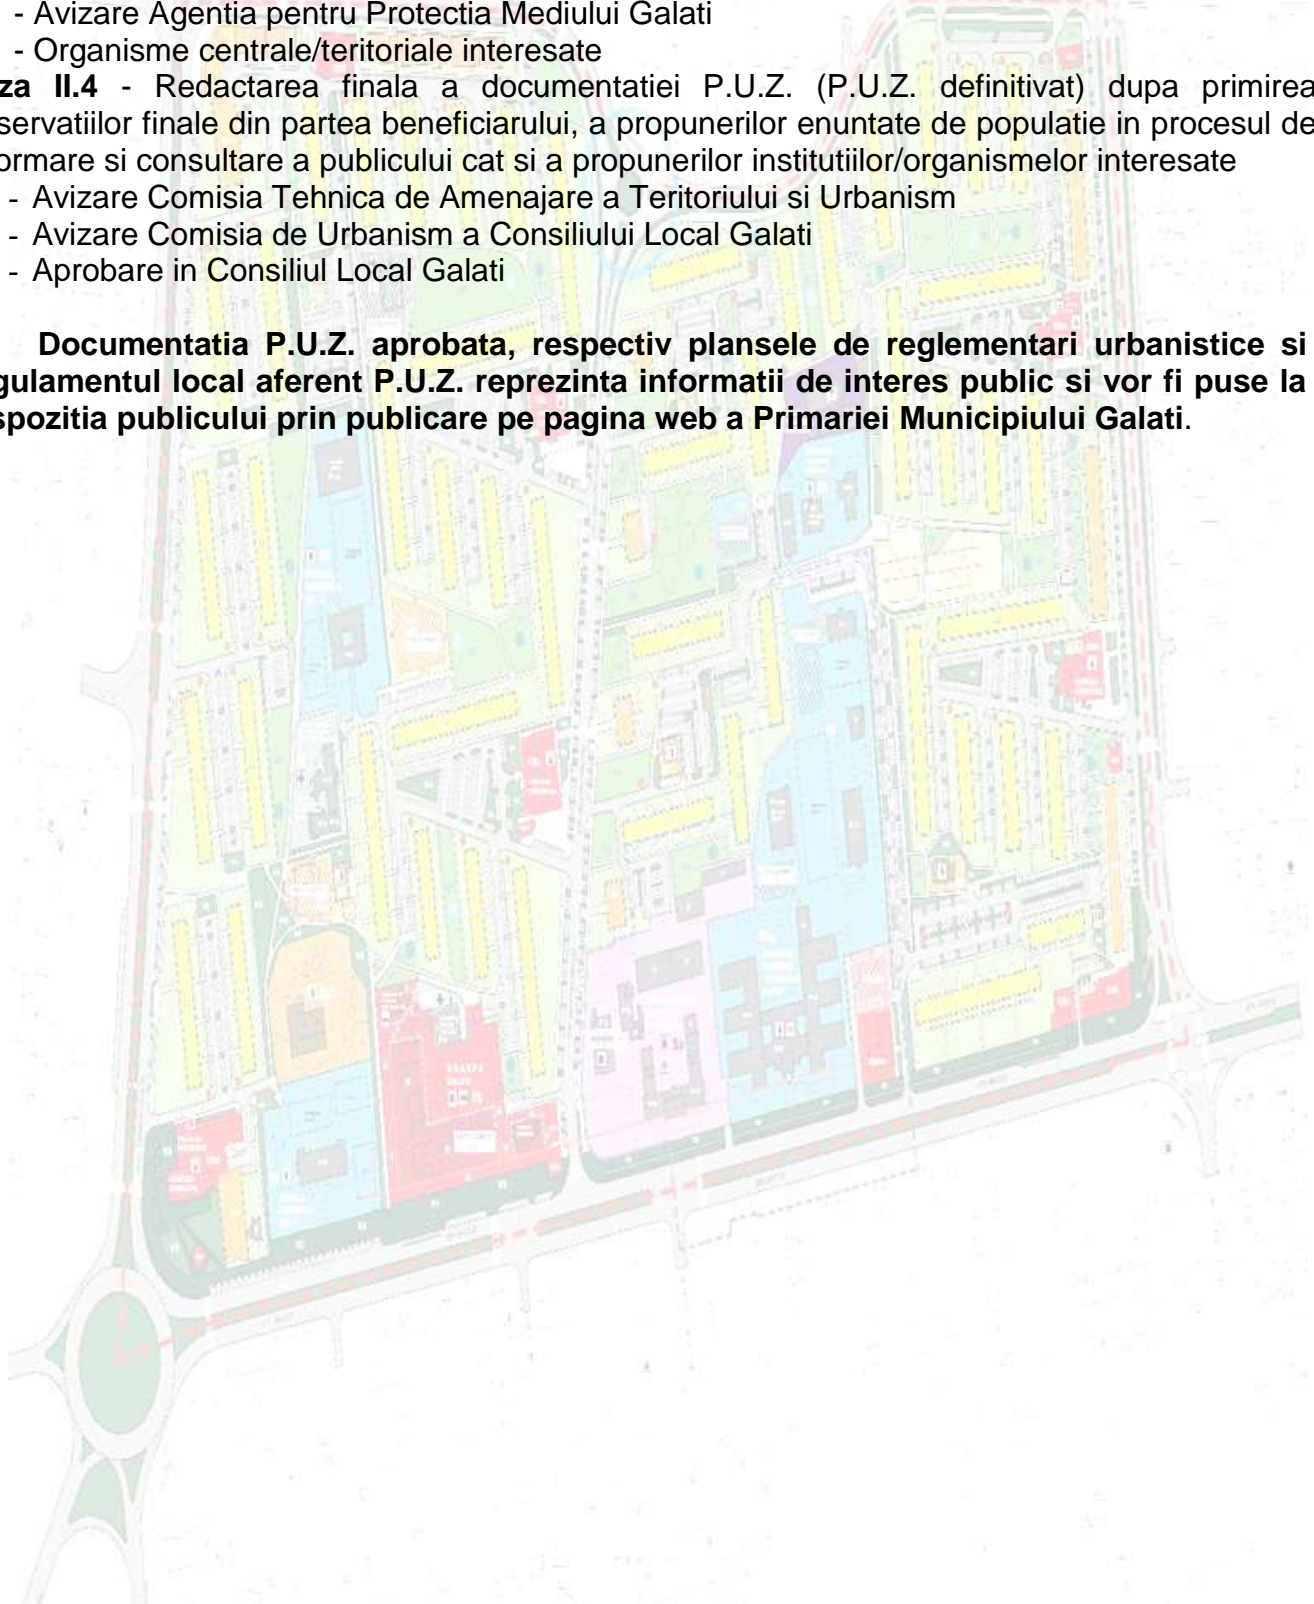 - Avizare Agentia pentru Protectia Mediului Galati
- Organisme centrale/teritoriale interesate
za II.4 - Redactarea finala a documentatiei P.U.Z. (P.U.Z. definitivat) dupa primirea
servatiilor finale din partea beneficiarului, a propunerilor enuntate de populatie in procesul de
ormare si consultare a publicului cat si a propunerilor institutiilor/organismelor interesate
- Avizare Comisia Tehnica de Amenajare a Teritoriului si Urbanism
- Avizare Comisia de Urbanism a Consiliului Local Galati
- Aprobare in Consiliul Local Galati
Documentatia P.U.Z. aprobata, respectiv plansele de reglementari urbanistice si
gulamentul local aferent P.U.Z. reprezinta informatii de interes public si vor fi puse la
spozitia publicului prin publicare pe pagina web a Primariei Municipiului Galati.